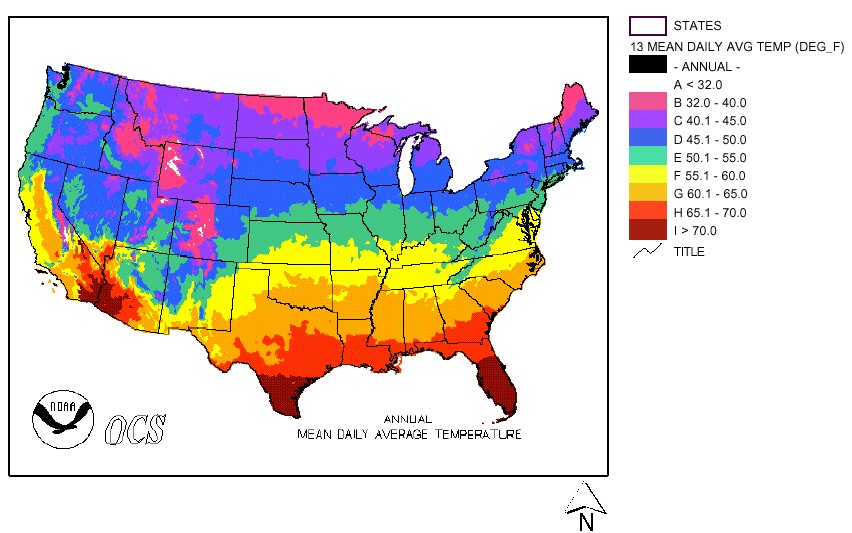 STATES
13 MEAN DAILY AVG TEMP (DEG_F)
- ANNUAL -
A < 32.0
B 32.0 - 40.0
C 40.1 - 45.0
D 45.1 - 50.0
E 50.1 - 55.0
F 55.1 - 60.0
G 60.1 - 65.0
H 65.1 - 70.0
I > 70.0
TITLE
NOAA
OCS
ANNUAL
MEAN DAILY AVERAGE TEMPERATURE
N